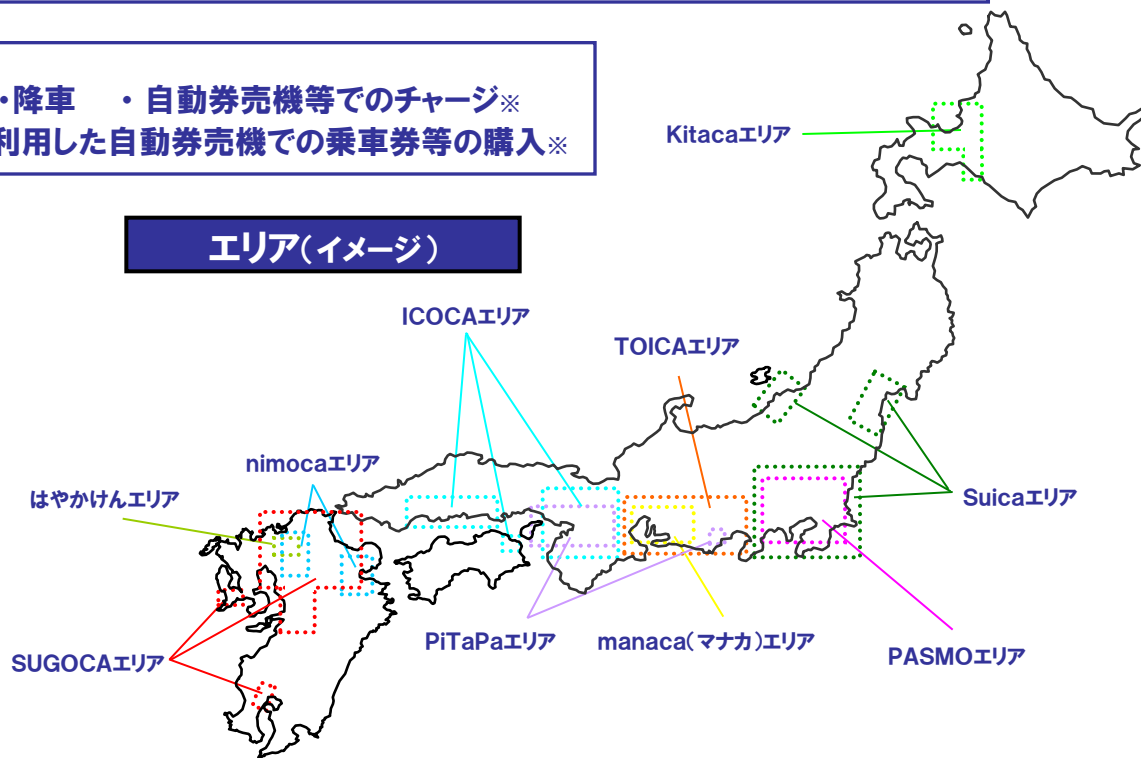 ・降車　・自動券売機等でのチャージ※
利用した自動券売機での乗車券等の購入※
エリア(イメージ)
Kitacaエリア
ICOCAエリア
TOICAエリア
nimocaエリア
はやかけんエリア
Suicaエリア
PiTaPaエリア
manaca(マナカ)エリア
PASMOエリア
SUGOCAエリア